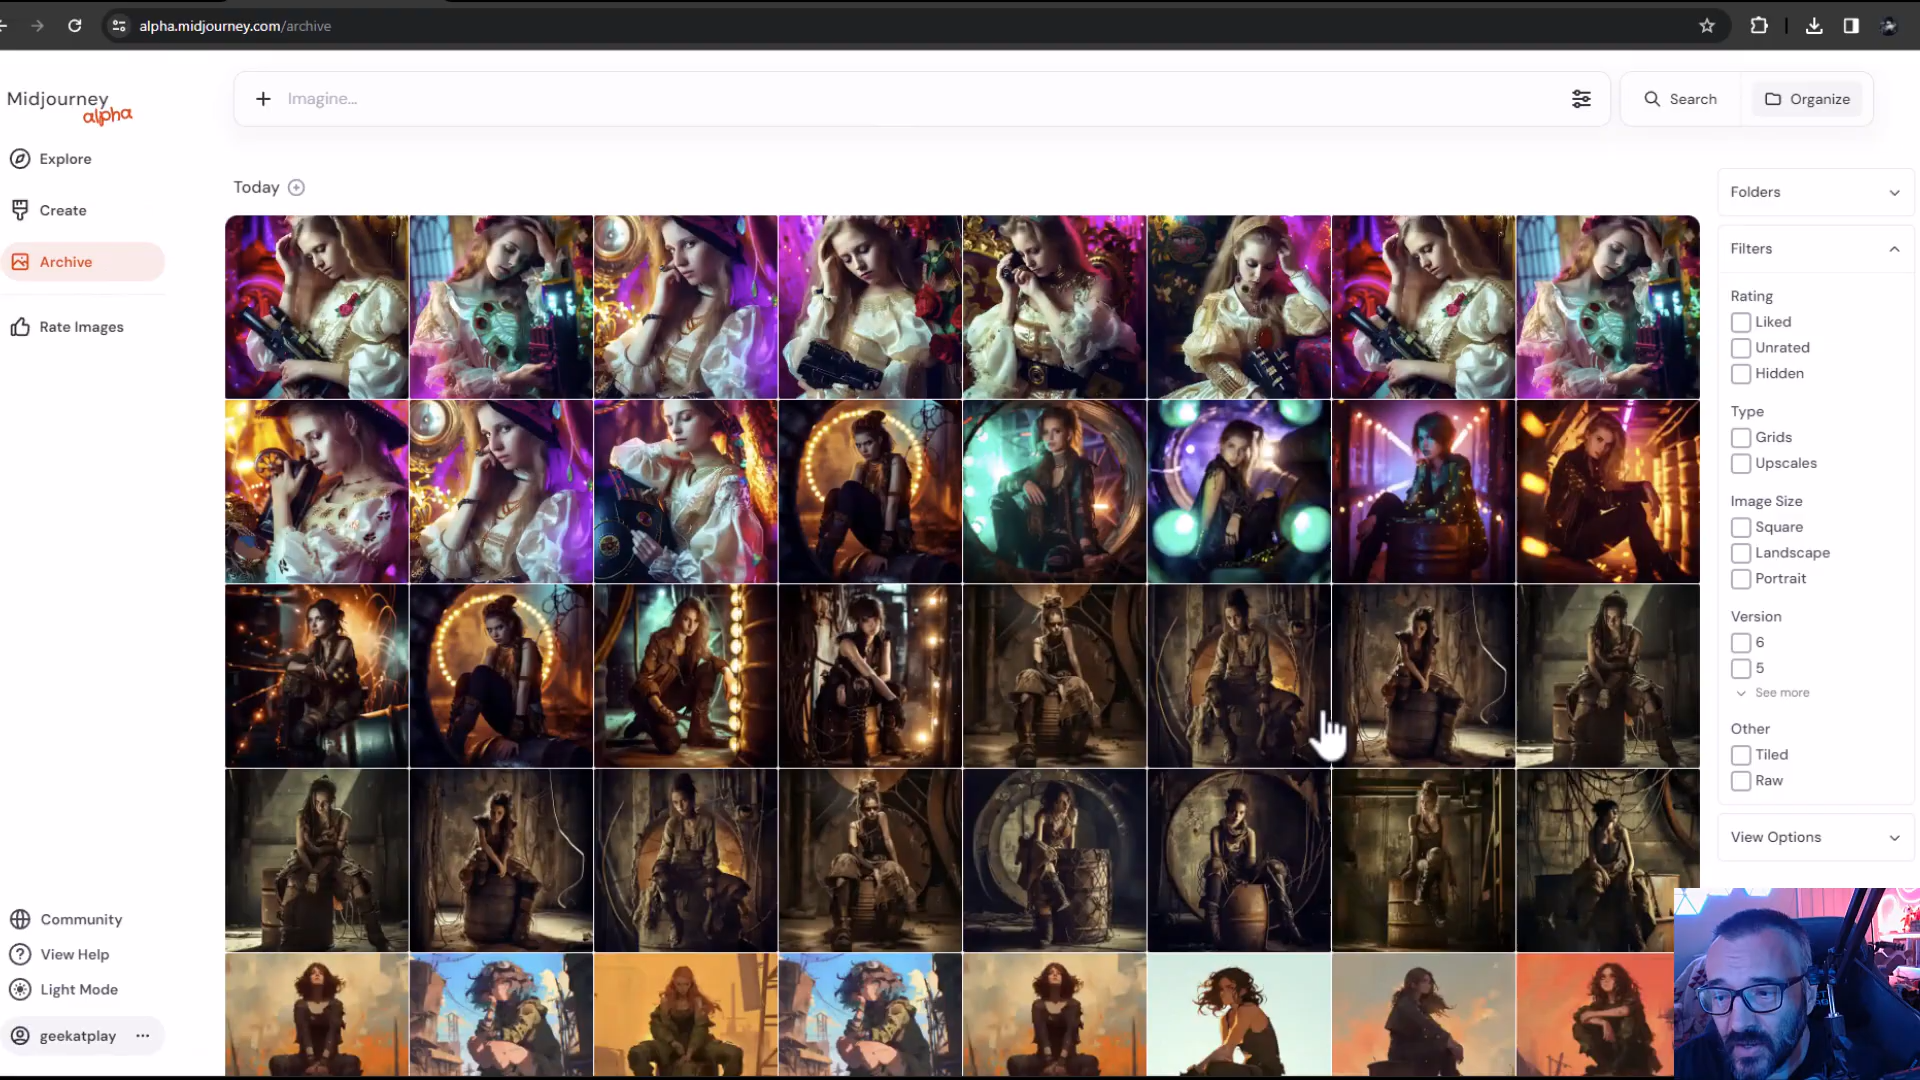 alpha.midjourney.com/archive
Midjourney
alpha
Imagine...
Search
Organize
Explore
Create
Archive
Rate Images
Today
Folders
Filters
Rating
Liked
Unrated
Hidden
Type
Grids
Upscales
Image Size
Square
Landscape
Portrait
Version
6
5
See more
Other
Tiled
Raw
View Options
Community
View Help
Light Mode
geekatplay